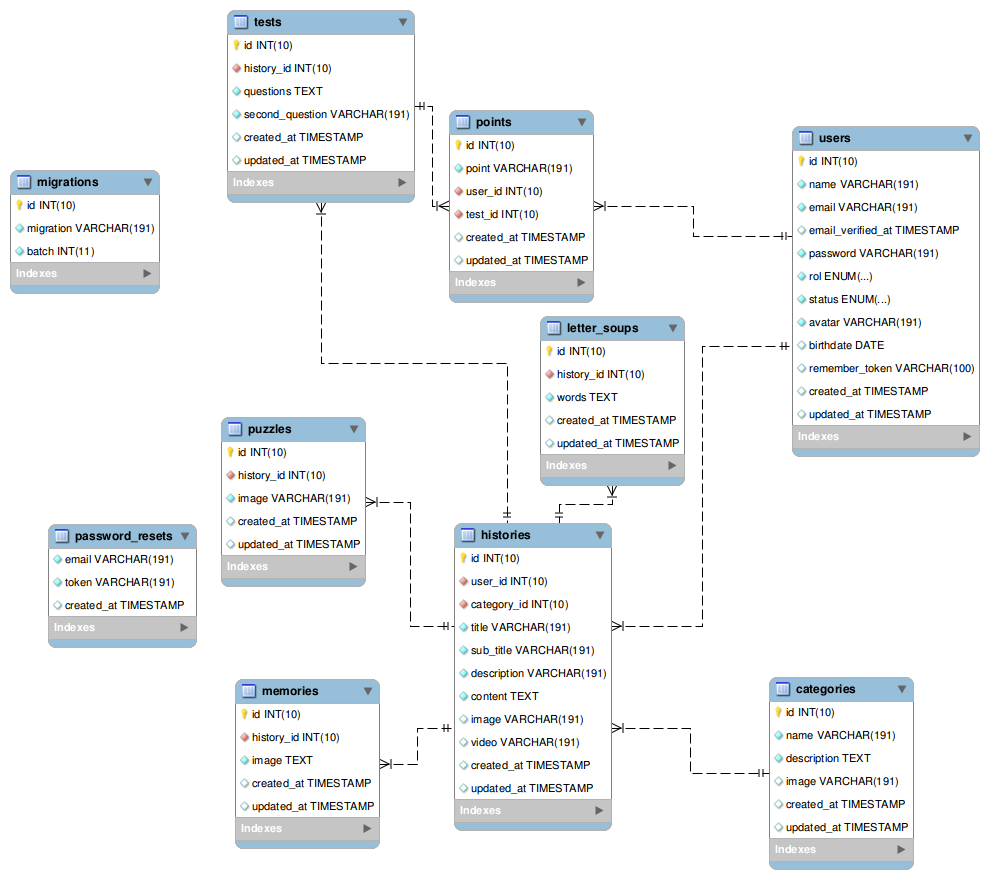 tests
id INT(10)
history_id INT(10)
questions TEXT
second_question VARCHAR(191)
created_at TIMESTAMP
updated_at TIMESTAMP
Indexes
points
id INT(10)
point VARCHAR(191)
user_id INT(10)
test_id INT(10)
created_at TIMESTAMP
updated_at TIMESTAMP
Indexes
users
id INT(10)
name VARCHAR(191)
email VARCHAR(191)
email_verified_at TIMESTAMP
password VARCHAR(191)
rol ENUM(...)
status ENUM(...)
avatar VARCHAR(191)
birthdate DATE
remember_token VARCHAR(100)
created_at TIMESTAMP
updated_at TIMESTAMP
Indexes
migrations
id INT(10)
migration VARCHAR(191)
batch INT(11)
Indexes
letter_soups
id INT(10)
history_id INT(10)
words TEXT
created_at TIMESTAMP
updated_at TIMESTAMP
Indexes
puzzles
id INT(10)
history_id INT(10)
image VARCHAR(191)
created_at TIMESTAMP
updated_at TIMESTAMP
Indexes
password_resets
email VARCHAR(191)
token VARCHAR(191)
created_at TIMESTAMP
Indexes
histories
id INT(10)
user_id INT(10)
category_id INT(10)
title VARCHAR(191)
sub_title VARCHAR(191)
description VARCHAR(191)
content TEXT
image VARCHAR(191)
video VARCHAR(191)
created_at TIMESTAMP
updated_at TIMESTAMP
Indexes
memories
id INT(10)
history_id INT(10)
image TEXT
created_at TIMESTAMP
updated_at TIMESTAMP
Indexes
categories
id INT(10)
name VARCHAR(191)
description TEXT
image VARCHAR(191)
created_at TIMESTAMP
updated_at TIMESTAMP
Indexes